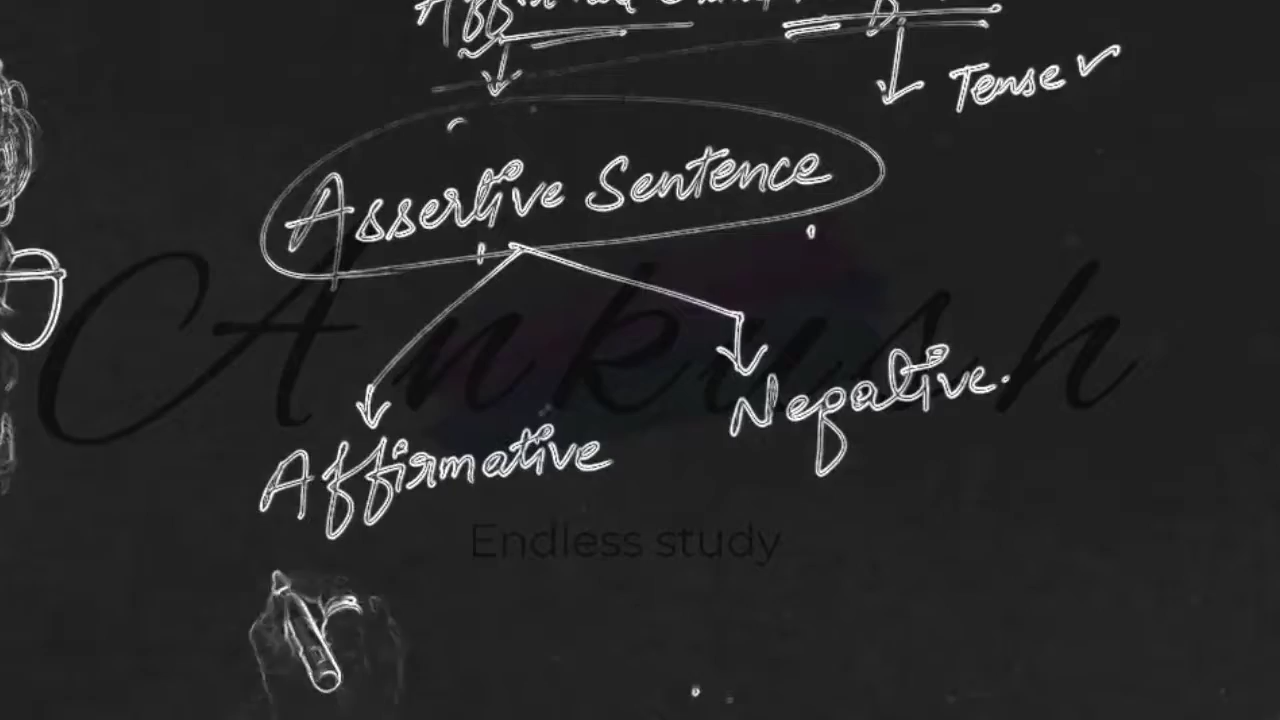 Tense
Assertive Sentence
Negative.
Affirmative
Ankush
Endless study